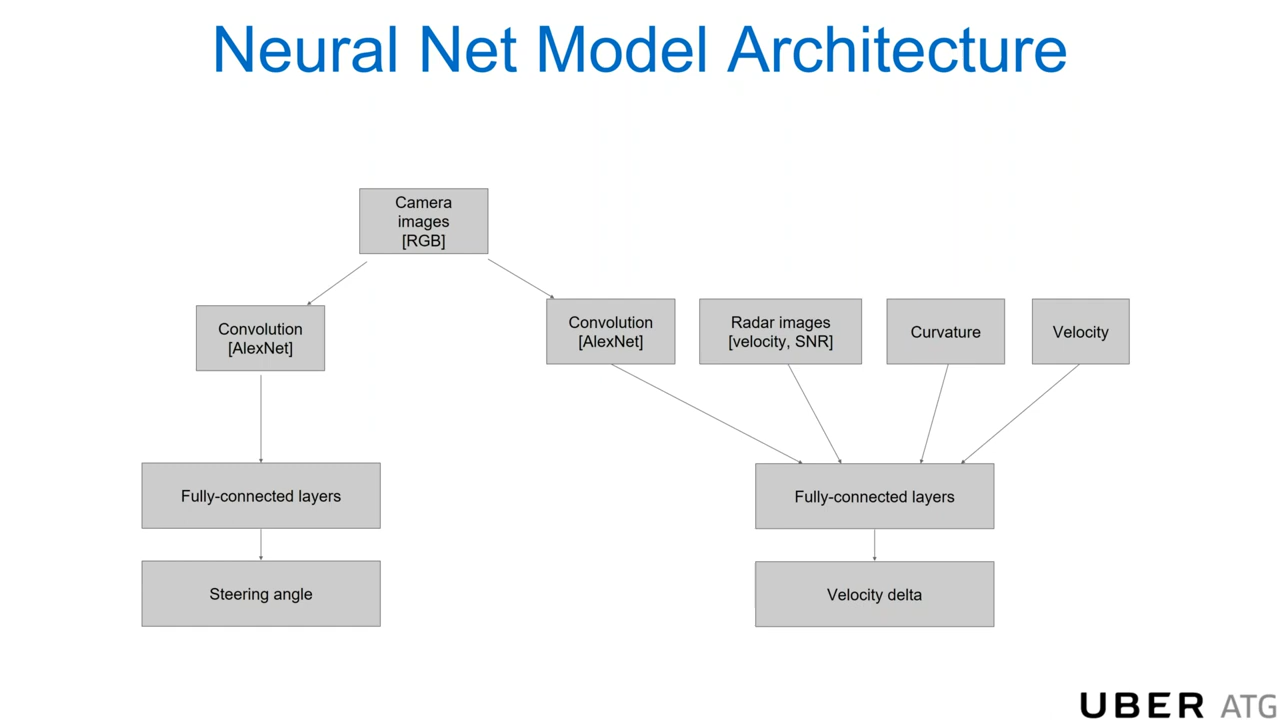 Neural Net Model Architecture
Camera
images
[RGB]
Convolution
[AlexNet]
Convolution
[AlexNet]
Radar images
[velocity, SNR]
Curvature
Velocity
Fully-connected layers
Fully-connected layers
Steering angle
Velocity delta
UBER ATG